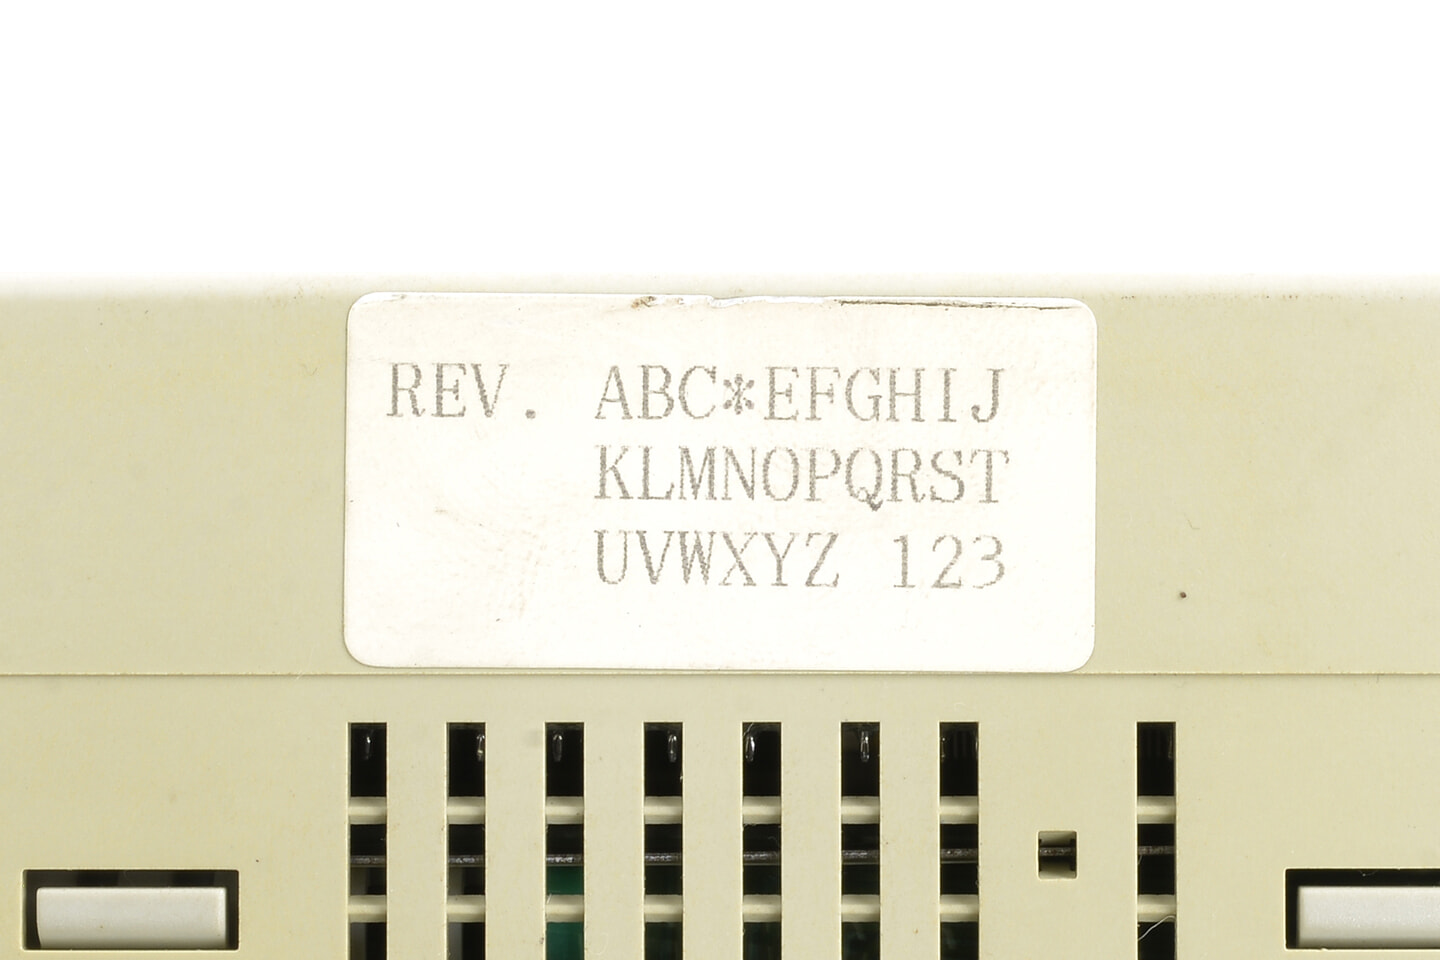 REV. ABC*EFGHIJ
KLMNOPQRST
UVWXYZ 123